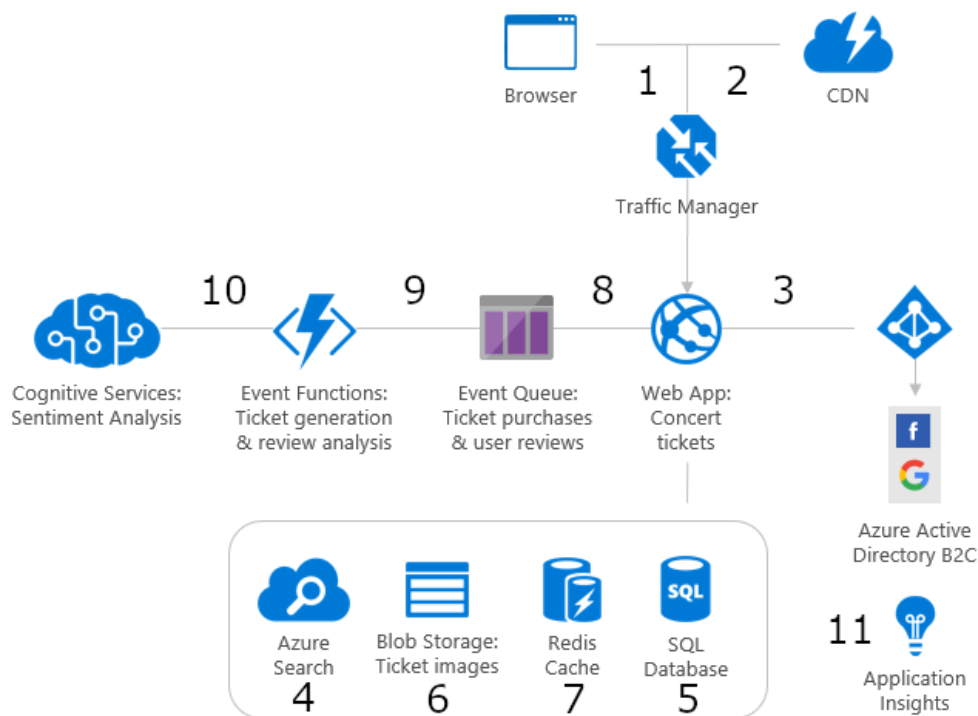 Browser
1
2
CDN
Traffic Manager
10
9
8
3
Cognitive Services:
Sentiment Analysis
Event Functions:
Ticket generation
& review analysis
Event Queue:
Ticket purchases
& user reviews
Web App:
Concert
tickets
f
G
Azure Active
Directory B2C
Azure
Search
4
Blob Storage:
Ticket images
6
Redis
Cache
7
SQL
SQL
Database
5
11
Application
Insights